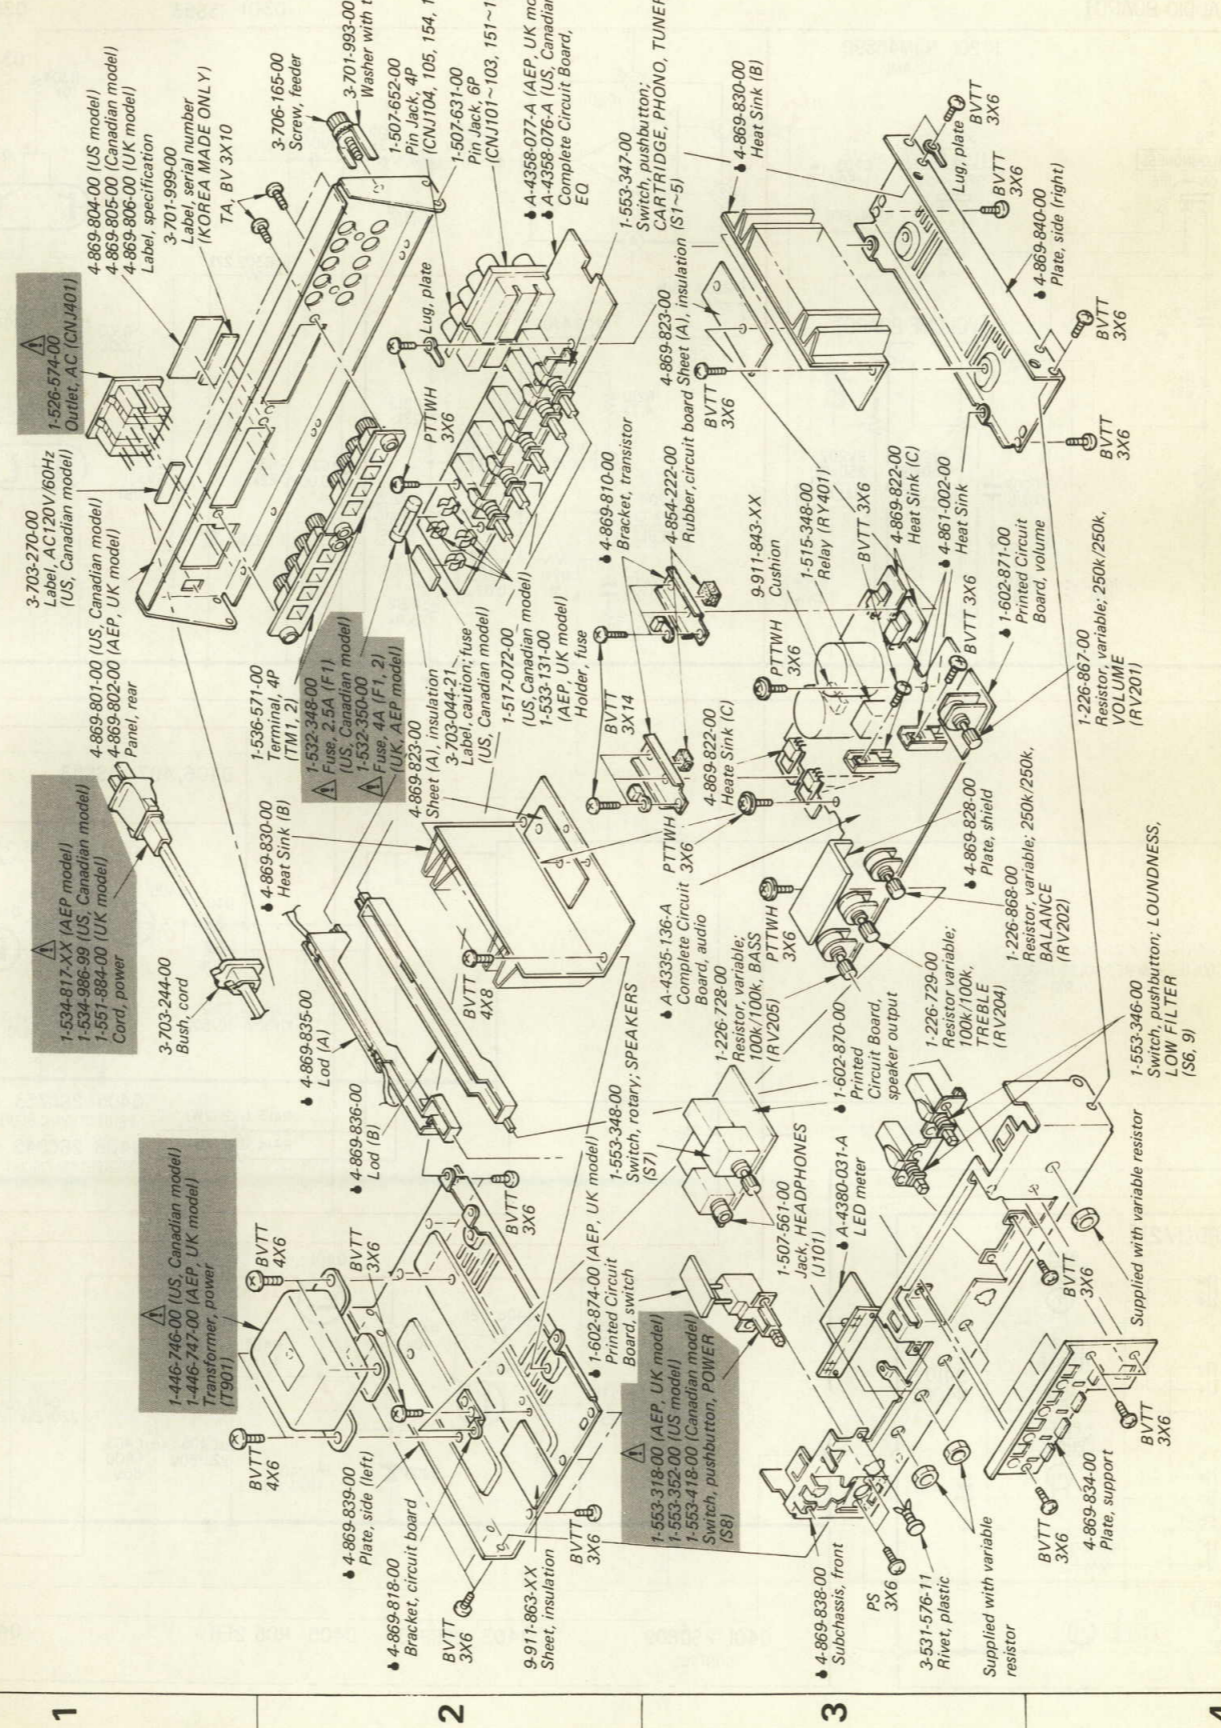 1
2
3
1-446-746-00 (US, Canadian model)
1-446-747-00 (AEP, UK model)
Transformer, power
(T901)
BVTT
4X6
BVTT
4X6
BVTT
3X6
4-869-839-00
Plate, side (left)
4-869-818-00
Bracket, circuit board
BVTT
3X6
9-911-863-XX
Sheet, insulation
BVTT
3X6
BVTT
3X6
1-534-817-XX (AEP model)
1-534-986-99 (US, Canadian model)
1-551-884-00 (UK model)
Cord, power
3-703-244-00
Bush, cord
4-869-835-00
Lod (A)
4-869-836-00
Lod (B)
4-869-830-00
Heat Sink (B)
BVTT
4X8
4-869-823-00
Sheet (A), insulation
3-703-270-00
Label, AC120V/60Hz
(US, Canadian model)
4-869-801-00 (US, Canadian model)
4-869-802-00 (AEP, UK model)
Panel, rear
1-526-574-00
Outlet, AC (CNJ401)
4-869-804-00 (US model)
4-869-805-00 (Canadian model)
4-869-806-00 (UK model)
Label, specification
3-701-999-00
Label, serial number
(KOREA MADE ONLY)
TA, BV 3X10
3-706-165-00
Screw, feeder
3-701-993-00
1-507-652-00
Pin Jack, 4P
(CNJ104, 105, 154, 1
1-507-631-00
Pin Jack, 6P
(CNJ101~103, 151~1
A-4358-077-A (AEP, UK mo
A-4358-076-A (US, Canadian
Complete Circuit Board,
EQ
1-553-347-00
Switch, pushbutton;
CARTRIDGE, PHONO, TUNER
(S1~5)
1-536-571-00
Terminal, 4P
(TM1, 2)
1-532-348-00
Fuse, 2.5A (F1)
(US, Canadian model)
1-532-350-00
Fuse, 4A (F1, 2)
(UK, AEP model)
3-703-044-21
Label, caution; fuse
(US, Canadian model)
1-517-072-00
(US, Canadian model)
1-533-131-00
(AEP, UK model)
Holder, fuse
PTTWH
3X6
Lug, plate
1-553-318-00 (AEP, UK model)
1-553-352-00 (US model)
1-553-418-00 (Canadian model)
Switch, pushbutton, POWER
(S8)
1-602-874-00 (AEP, UK model)
Printed Circuit
Board, switch
1-553-348-00
Switch, rotary; SPEAKERS
(S7)
1-507-561-00
Jack, HEADPHONES
(J101)
A-4380-031-A
LED meter
1-602-870-00
Printed
Circuit Board,
speaker output
A-4335-136-A
Complete Circuit
Board, audio
1-226-728-00
Resistor, variable;
100k/100k, BASS
(RV205)
1-226-729-00
Resistor variable;
100k/100k,
TREBLE
(RV204)
1-226-868-00
Resistor, variable; 250k/250k,
BALANCE
(RV202)
4-869-828-00
Plate, shield
PTTWH
3X6
PTTWH
3X6
4-869-822-00
Heate Sink (C)
BVTT
3X14
4-869-810-00
Bracket, transistor
4-854-222-00
Rubber, circuit board
4-869-823-00
Sheet (A), insulation
BVTT
3X6
4-869-830-00
Heat Sink (B)
PTTWH
3X6
9-911-843-XX
Cushion
1-515-348-00
Relay (RY401)
BVTT 3X6
4-869-822-00
Heat Sink (C)
4-861-002-00
Heat Sink
BVTT 3X6
1-602-871-00
Printed Circuit
Board, volume
1-226-867-00
Resistor, variable; 250k/250k,
VOLUME
(RV201)
Lug, plate
BVTT
3X6
BVTT
3X6
4-869-840-00
Plate, side (right)
BVTT
3X6
BVTT
3X6
1-553-346-00
Switch, pushbutton; LOUNDNESS,
LOW FILTER
(S6, 9)
4-869-838-00
Subchassis, front
PS
3X6
3-531-576-11
Rivet, plastic
Supplied with variable
resistor
BVTT
3X6
4-869-834-00
Plate, support
BVTT
3X6
BVTT
3X6
Supplied with variable resistor